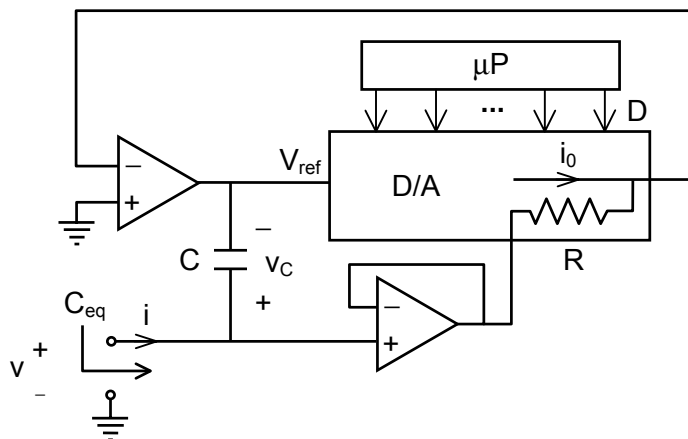 μP
... D
V_ref D/A i_0
− +
− +
C v_C R
− +
C_eq i
v + −